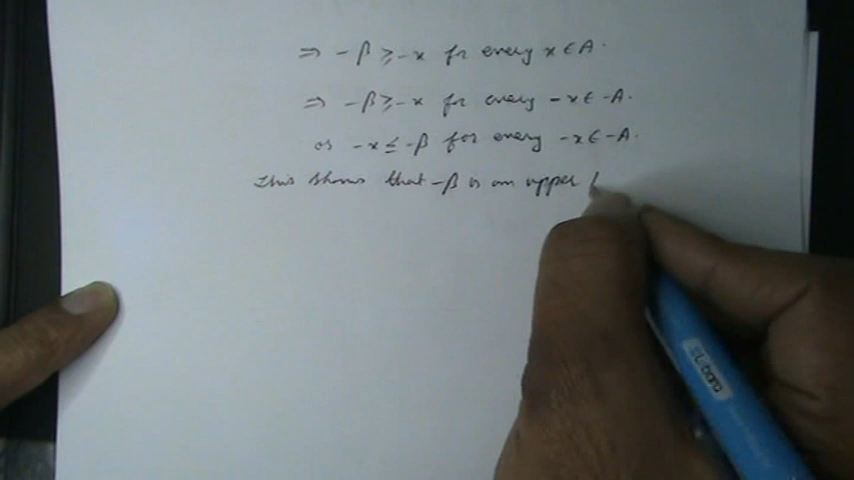 ⇒ -β ≥ -x for every x ∈ A.
⇒ -β ≥ -x for every -x ∈ -A.
or -x ≤ -β for every -x ∈ -A.
This shows that -β is an upper